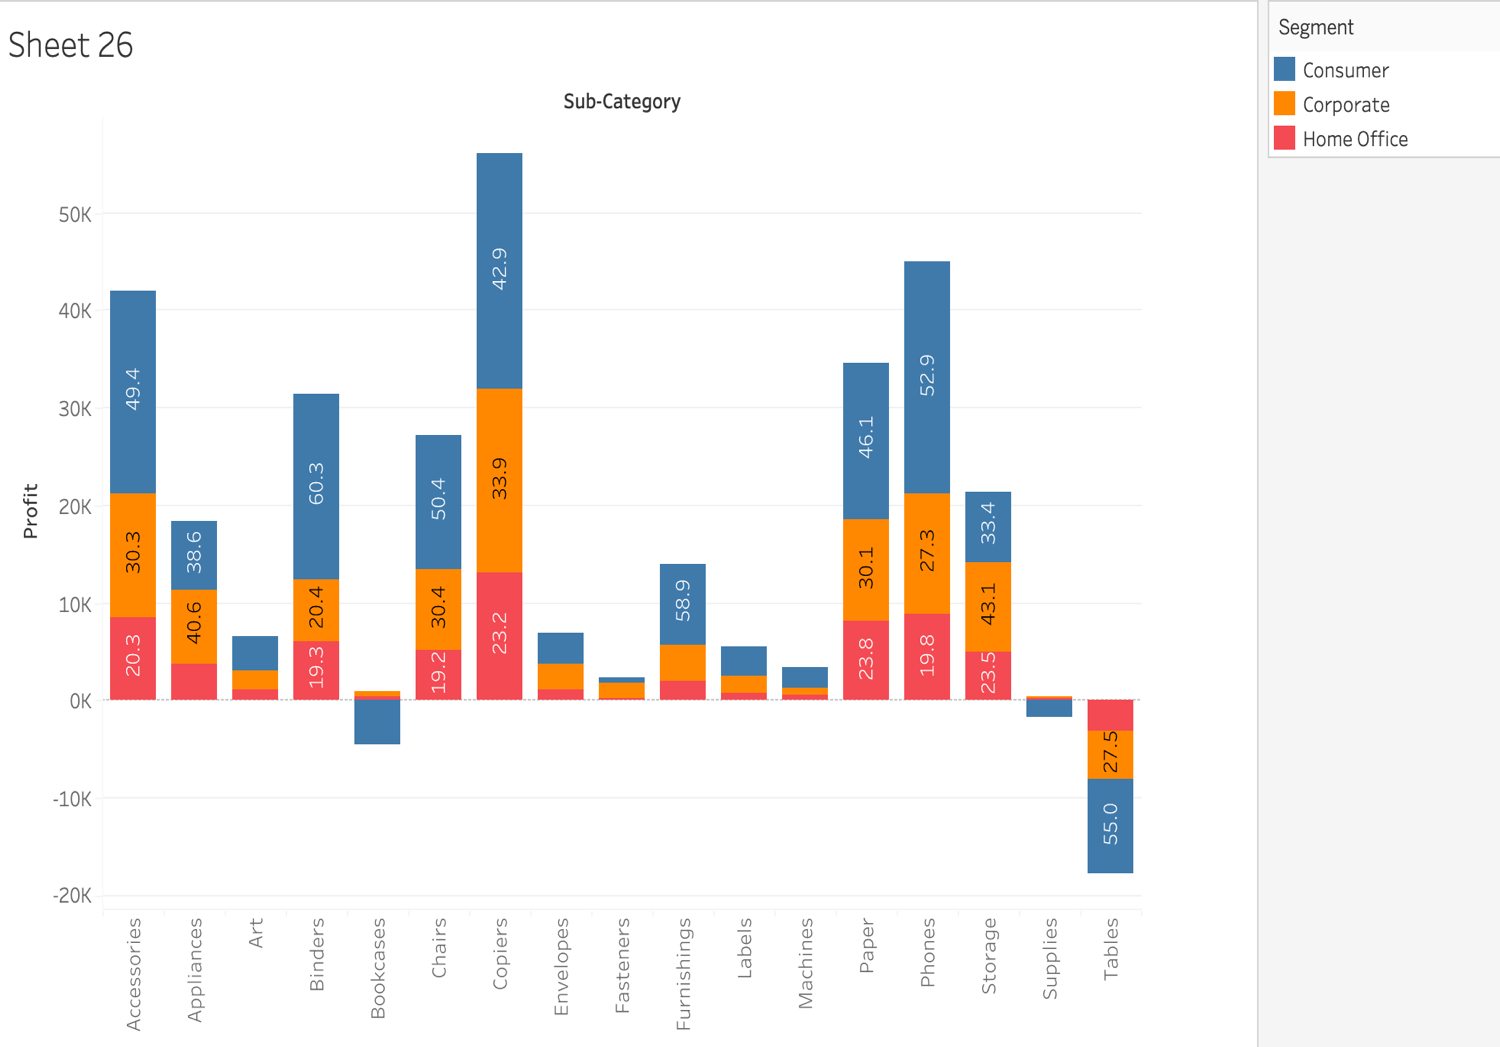 Sheet 26
Segment
Consumer
Corporate
Home Office
Sub-Category
Profit
50K
40K
30K
20K
10K
0K
-10K
-20K
49.4
30.3
20.3
38.6
40.6
60.3
20.4
19.3
50.4
30.4
19.2
42.9
33.9
23.2
58.9
46.1
30.1
23.8
52.9
27.3
19.8
33.4
43.1
23.5
27.5
55.0
Accessories
Appliances
Art
Binders
Bookcases
Chairs
Copiers
Envelopes
Fasteners
Furnishings
Labels
Machines
Paper
Phones
Storage
Supplies
Tables